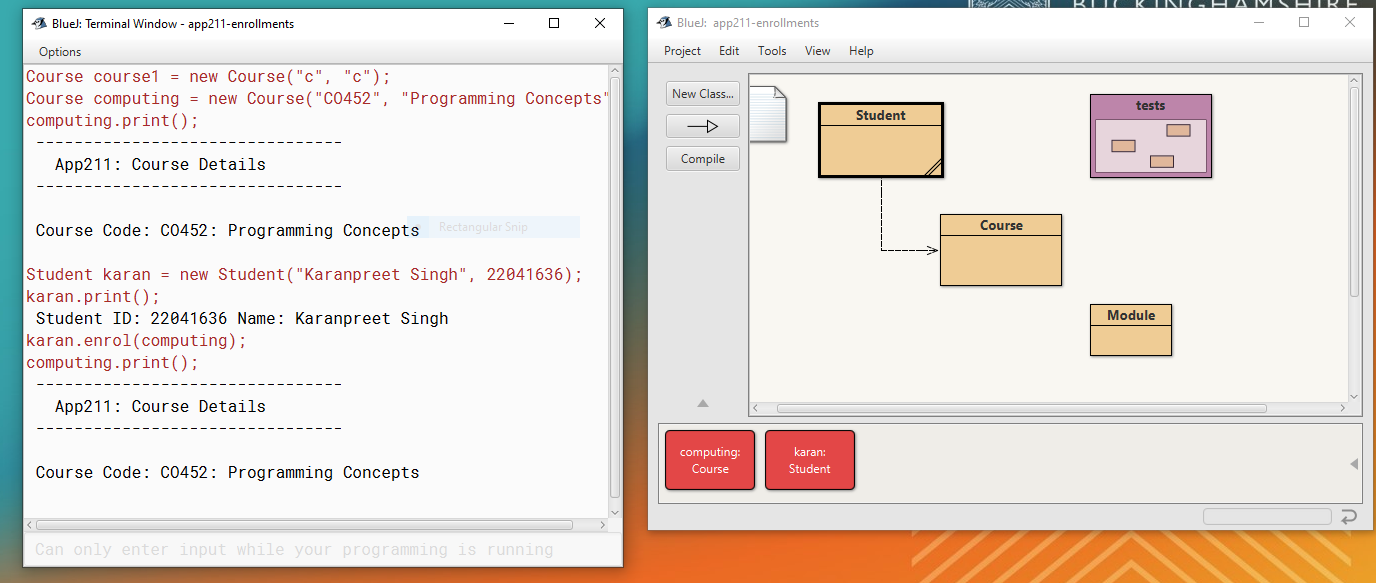 BlueJ: Terminal Window - app211-enrollments
Options
Course course1 = new Course("c", "c");
Course computing = new Course("CO452", "Programming Concepts"
computing.print();
--------------------------------
App211: Course Details
--------------------------------
Course Code: CO452: Programming Concepts
Rectangular Snip
Student karan = new Student("Karanpreet Singh", 22041636);
karan.print();
Student ID: 22041636 Name: Karanpreet Singh
karan.enrol(computing);
computing.print();
--------------------------------
App211: Course Details
--------------------------------
Course Code: CO452: Programming Concepts
Can only enter input while your programming is running
BUCKINGHAMSHIRE
BlueJ: app211-enrollments
Project Edit Tools View Help
New Class...
Compile
Student
tests
Course
Module
computing:
Course
karan:
Student